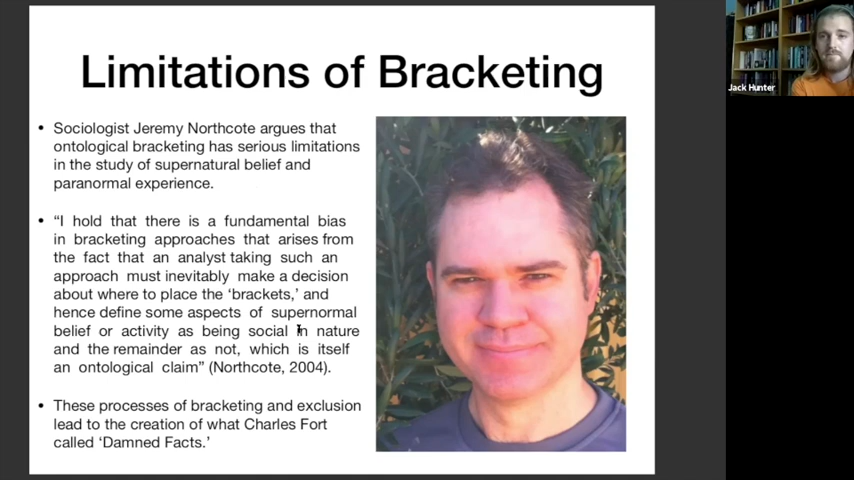 Limitations of Bracketing
• Sociologist Jeremy Northcote argues that
ontological bracketing has serious limitations
in the study of supernatural belief and
paranormal experience.
• “I hold that there is a fundamental bias
in bracketing approaches that arises from
the fact that an analyst taking such an
approach must inevitably make a decision
about where to place the ‘brackets,’ and
hence define some aspects of supernormal
belief or activity as being social in nature
and the remainder as not, which is itself
an ontological claim” (Northcote, 2004).
• These processes of bracketing and exclusion
lead to the creation of what Charles Fort
called ‘Damned Facts.’
Jack Hunter